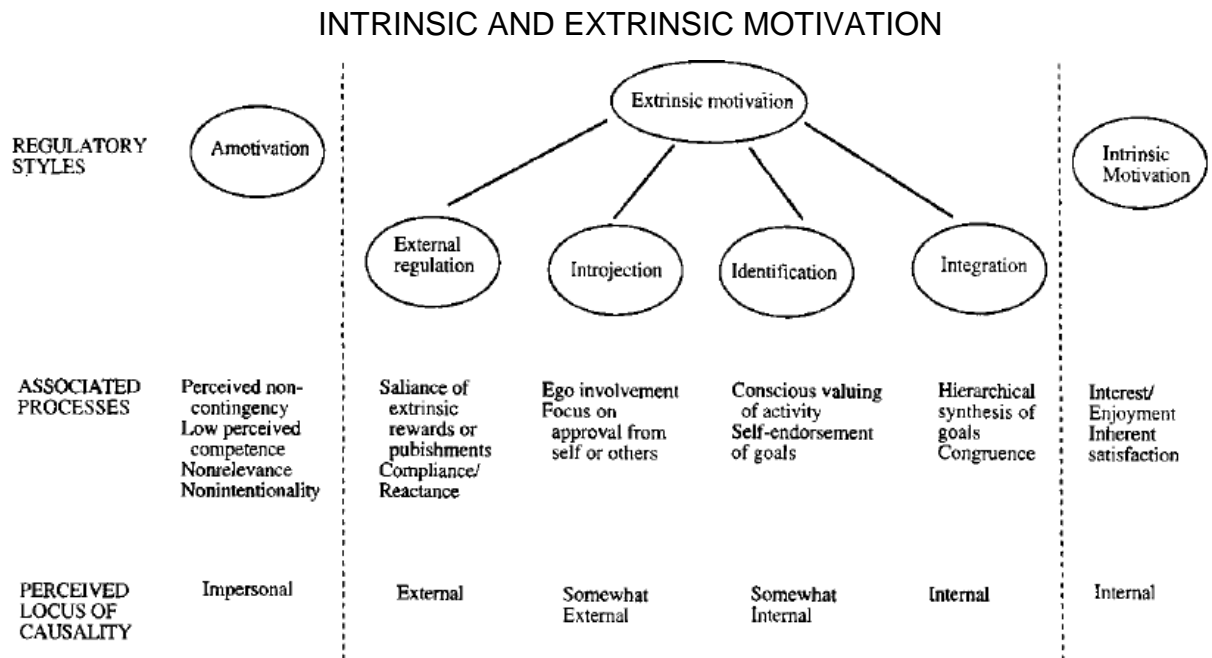 INTRINSIC AND EXTRINSIC MOTIVATION
REGULATORY
STYLES
Amotivation
Extrinsic motivation
Intrinsic
Motivation
External
regulation
Introjection
Identification
Integration
ASSOCIATED
PROCESSES
Perceived non-
contingency
Low perceived
competence
Nonrelevance
Nonintentionality
Saliance of
extrinsic
rewards or
pubishments
Compliance/
Reactance
Ego involvement
Focus on
approval from
self or others
Conscious valuing
of activity
Self-endorsement
of goals
Hierarchical
synthesis of
goals
Congruence
Interest/
Enjoyment
Inherent
satisfaction
PERCEIVED
LOCUS OF
CAUSALITY
Impersonal
External
Somewhat
External
Somewhat
Internal
Internal
Internal